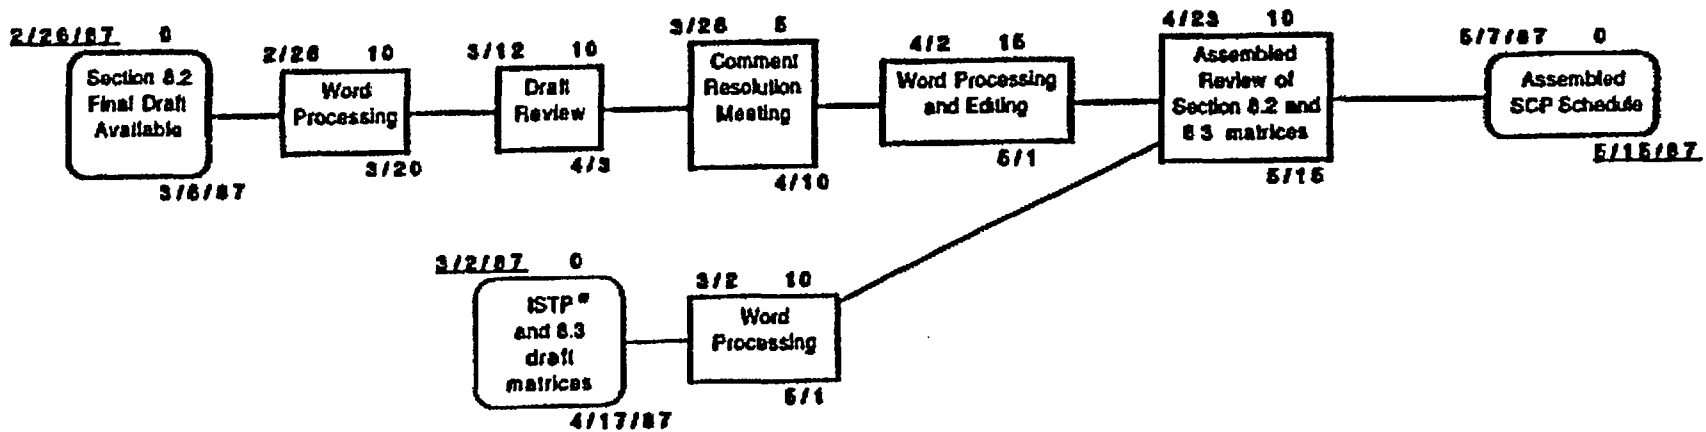 2/26/87 0
Section 8.2
Final Draft
Available
3/6/87
2/26 10
Word
Processing
3/20
3/12 10
Draft
Review
4/3
3/26 5
Comment
Resolution
Meeting
4/10
4/2 15
Word Processing
and Editing
5/1
4/23 10
Assembled
Review of
Section 8.2 and
8.3 matrices
5/15
5/7/87 0
Assembled
SCP Schedule
5/15/87
3/2/87 0
ISTP*
and 8.3
draft
matrices
4/17/87
3/2 10
Word
Processing
5/1